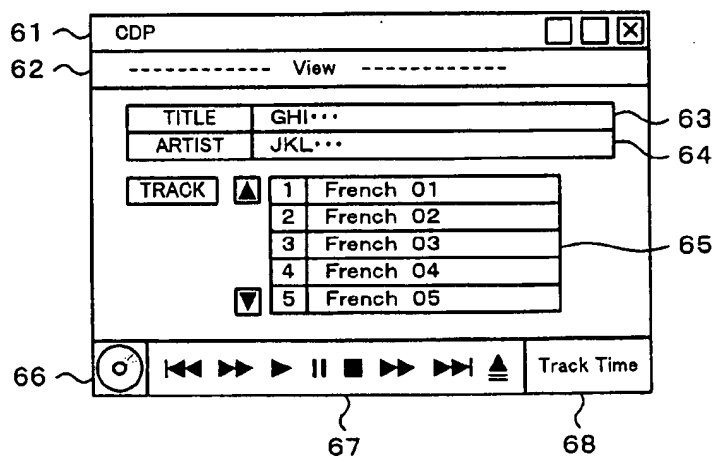 61 CDP
62 View
TITLE GHI··· 63
ARTIST JKL··· 64
TRACK 1 French 01
2 French 02
3 French 03 65
4 French 04
5 French 05
66 Track Time
67 68